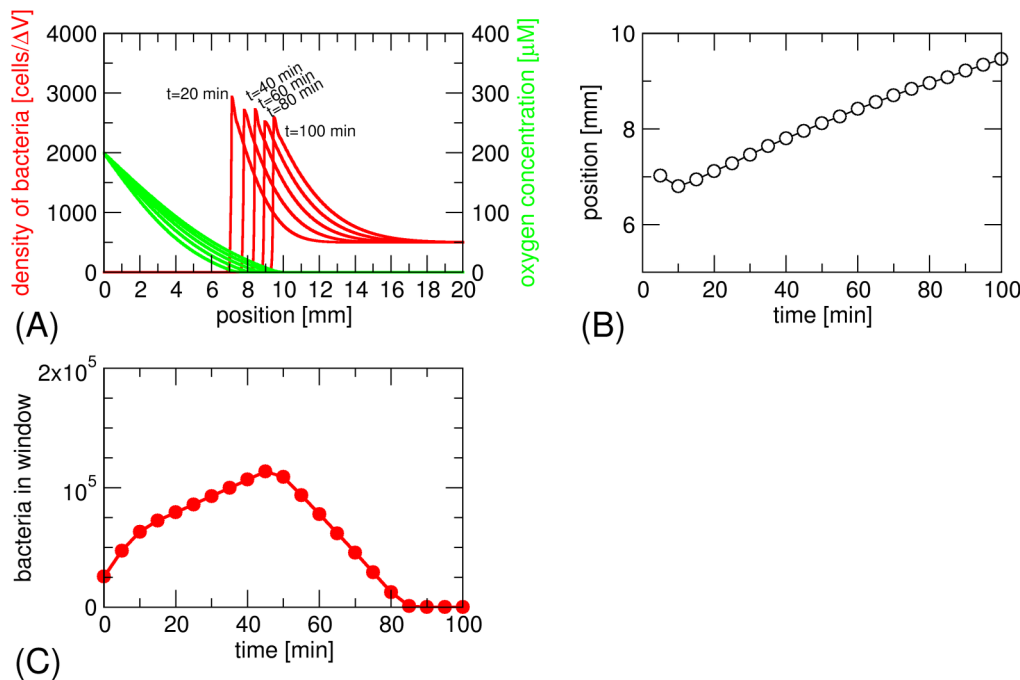 density of bacteria [cells/ΔV]
4000
3000
2000
1000
0
t=20 min
t=40 min
t=60 min
t=80 min
t=100 min
400
300
200
100
0
oxygen concentration [μM]
0 2 4 6 8 10 12 14 16 18 20
position [mm]
(A)
position [mm]
10
8
6
0 20 40 60 80 100
time [min]
(B)
bacteria in window
2x10^5
10^5
0
0 20 40 60 80 100
time [min]
(C)